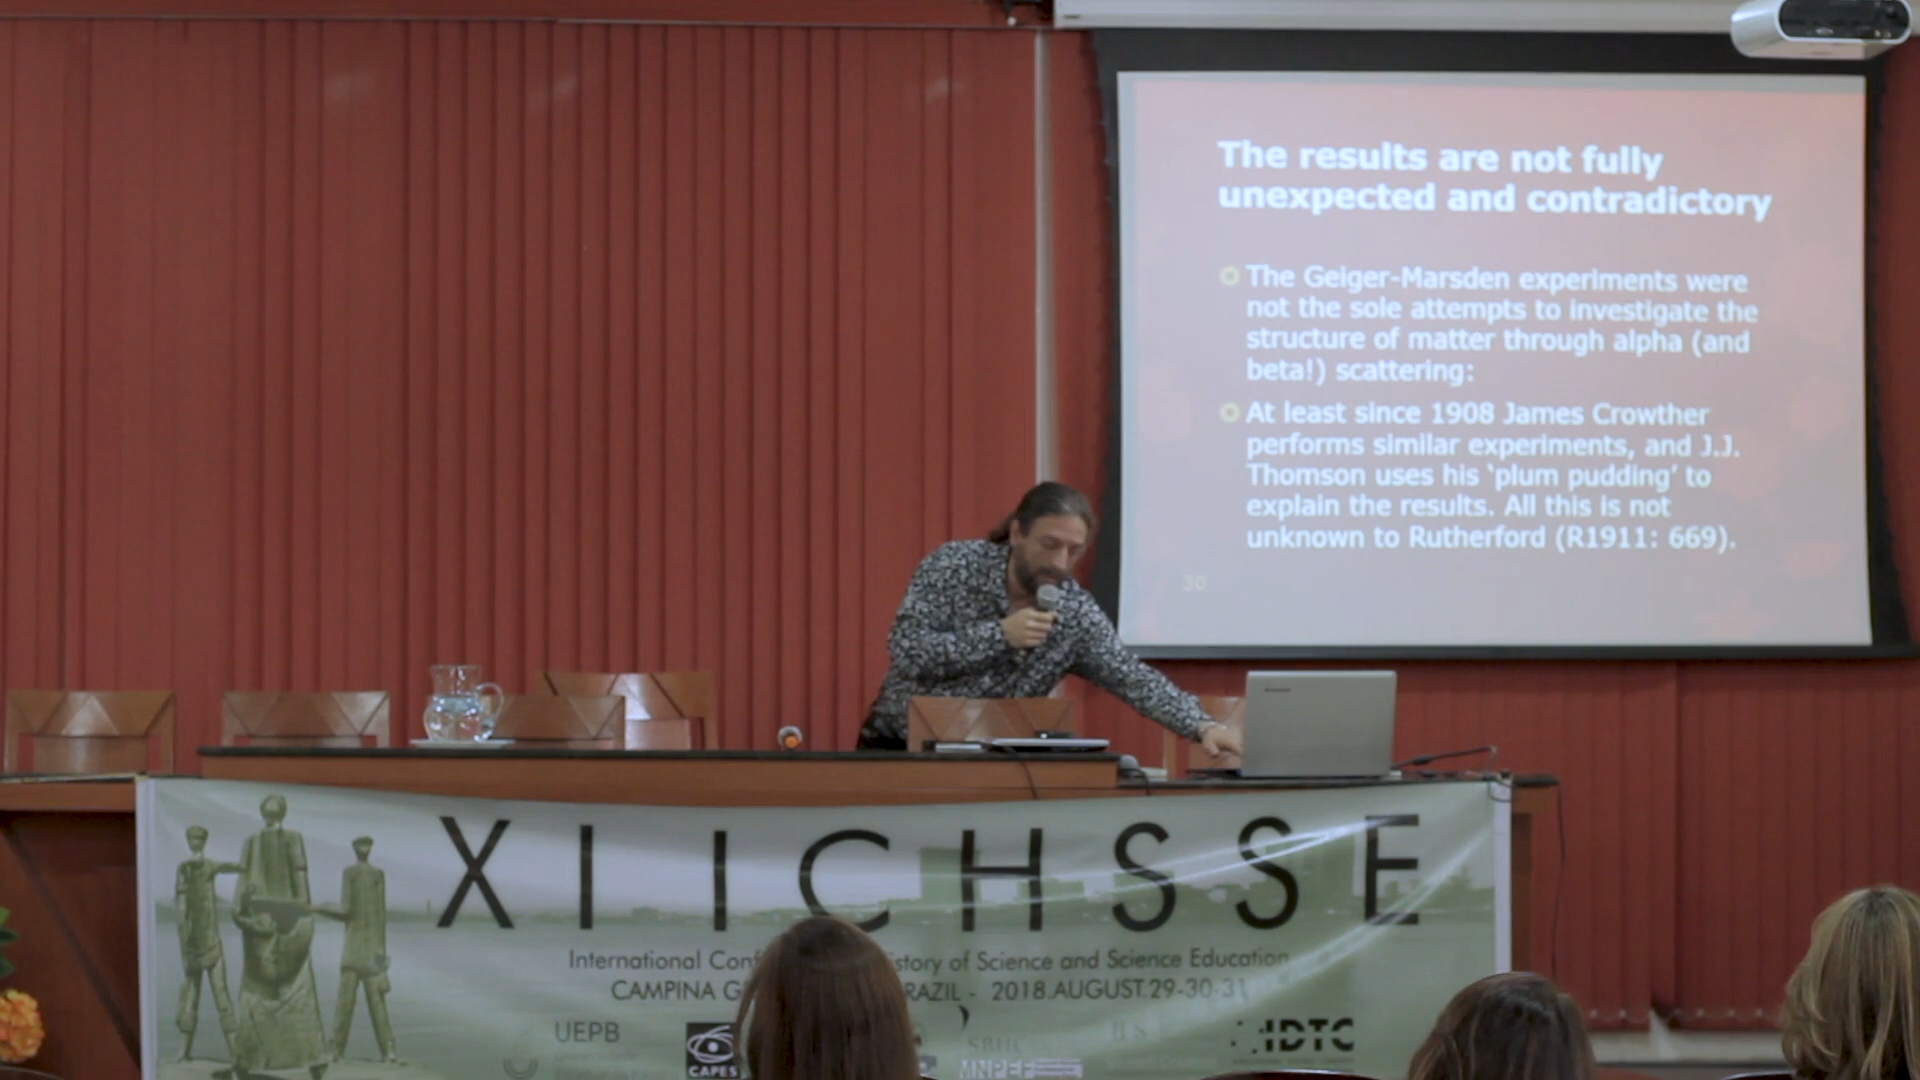 The results are not fully
unexpected and contradictory
The Geiger-Marsden experiments were
not the sole attempts to investigate the
structure of matter through alpha (and
beta!) scattering:
At least since 1908 James Crowther
performs similar experiments, and J.J.
Thomson uses his ‘plum pudding’ to
explain the results. All this is not
unknown to Rutherford (R1911: 669).
30
XI ICHSSE
International Conf story of Science and Science Education
CAMPINA G RAZIL - 2018.AUGUST.29-30-31
UEPB
CAPES
MNPEF
IDTC